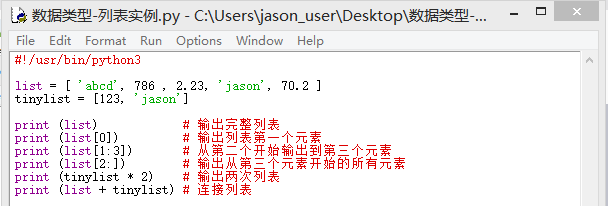 数据类型-列表实例.py - C:\Users\jason_user\Desktop\数据类型-...
File Edit Format Run Options Window Help
#!/usr/bin/python3
list = [ 'abcd', 786 , 2.23, 'jason', 70.2 ]
tinylist = [123, 'jason']
print (list) # 输出完整列表
print (list[0]) # 输出列表第一个元素
print (list[1:3]) # 从第二个开始输出到第三个元素
print (list[2:]) # 输出从第三个元素开始的所有元素
print (tinylist * 2) # 输出两次列表
print (list + tinylist) # 连接列表